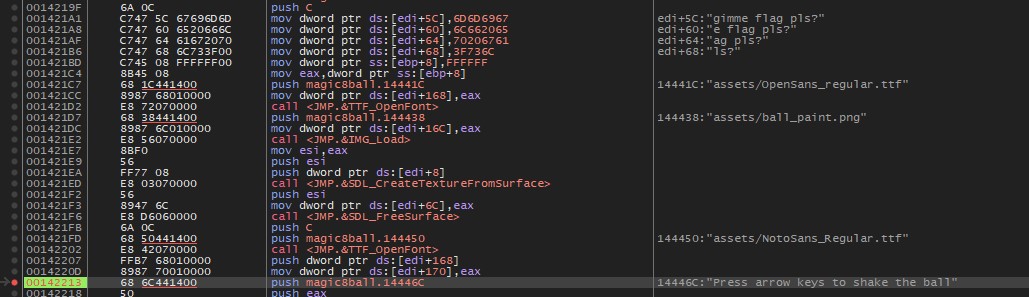 0014219F 6A 0C push C
001421A1 C747 5C 67696D6D mov dword ptr ds:[edi+5C],6D6D6967 edi+5C:"gimme flag pls?"
001421A8 C747 60 6520666C mov dword ptr ds:[edi+60],6C662065 edi+60:"e flag pls?"
001421AF C747 64 61672070 mov dword ptr ds:[edi+64],70206761 edi+64:"ag pls?"
001421B6 C747 68 6C733F00 mov dword ptr ds:[edi+68],3F736C edi+68:"ls?"
001421BD C745 08 FFFFFF00 mov dword ptr ss:[ebp+8],FFFFFF
001421C4 8B45 08 mov eax,dword ptr ss:[ebp+8]
001421C7 68 1C441400 push magic8ball.14441C 14441C:"assets/OpenSans_regular.ttf"
001421CC 8987 68010000 mov dword ptr ds:[edi+168],eax
001421D2 E8 72070000 call <JMP.&TTF_OpenFont>
001421D7 68 38441400 push magic8ball.144438 144438:"assets/ball_paint.png"
001421DC 8987 6C010000 mov dword ptr ds:[edi+16C],eax
001421E2 E8 56070000 call <JMP.&IMG_Load>
001421E7 8BF0 mov esi,eax
001421E9 56 push esi
001421EA FF77 08 push dword ptr ds:[edi+8]
001421ED E8 03070000 call <JMP.&SDL_CreateTextureFromSurface>
001421F2 56 push esi
001421F3 8947 6C mov dword ptr ds:[edi+6C],eax
001421F6 E8 D6060000 call <JMP.&SDL_FreeSurface>
001421FB 6A 0C push C
001421FD 68 50441400 push magic8ball.144450 144450:"assets/NotoSans_Regular.ttf"
00142202 E8 42070000 call <JMP.&TTF_OpenFont>
00142207 FFB7 68010000 push dword ptr ds:[edi+168]
0014220D 8987 70010000 mov dword ptr ds:[edi+170],eax
00142213 68 6C441400 push magic8ball.14446C 14446C:"Press arrow keys to shake the ball"
00142218 50 push eax